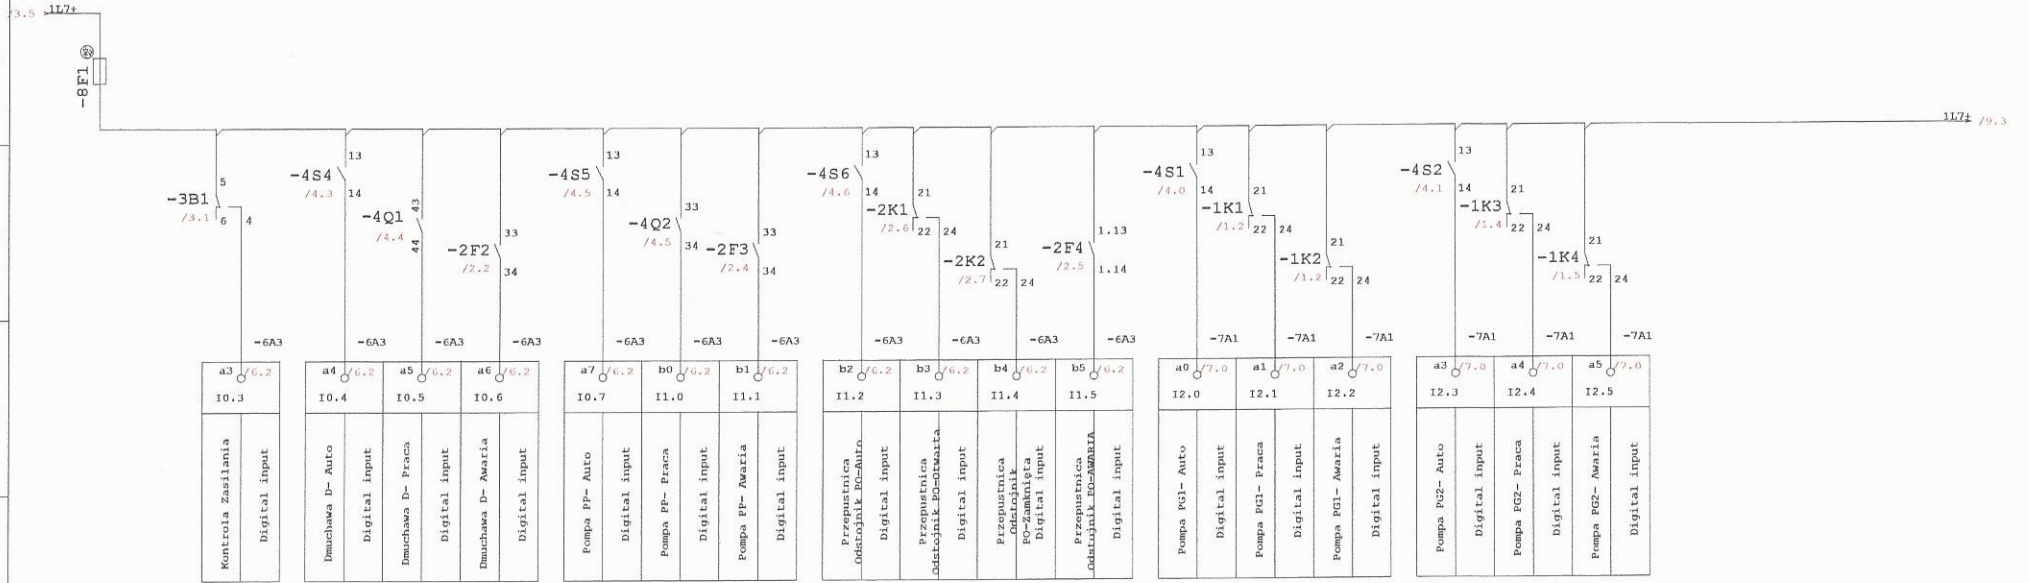 /3.5 1L7+
-8F1
1L7+ /9.3
-3B1 /3.1 5 6 4
-4S4 /4.3 13 14
-4Q1 /4.4 43 44
-2F2 /2.2 33 34
-4S5 /4.5 13 14
-4Q2 /4.5 33 34
-2F3 /2.4 33 34
-4S6 /4.6 13 14
-2K1 /2.6 21 22 24
-2K2 /2.7 21 22 24
-2F4 /2.5 1.13 1.14
-4S1 /4.0 13 14
-1K1 /1.2 21 22 24
-1K2 /1.2 21 22 24
-4S2 /4.1 13 14
-1K3 /1.4 21 22 24
-1K4 /1.5 21 22 24
-6A3 -6A3 -6A3 -6A3 -6A3 -6A3 -6A3 -6A3 -6A3 -6A3 -6A3 -7A1 -7A1 -7A1 -7A1 -7A1 -7A1
a3 /6.2 a4 /6.2 a5 /6.2 a6 /6.2 a7 /6.2 b0 /6.2 b1 /6.2 b2 /6.2 b3 /6.2 b4 /6.2 b5 /6.2 a0 /7.0 a1 /7.0 a2 /7.0 a3 /7.0 a4 /7.0 a5 /7.0
I0.3 I0.4 I0.5 I0.6 I0.7 I1.0 I1.1 I1.2 I1.3 I1.4 I1.5 I2.0 I2.1 I2.2 I2.3 I2.4 I2.5
Kontrola Zasilania
Digital input
Dmuchawa D- Auto
Digital input
Dmuchawa D- Praca
Digital input
Dmuchawa D- Awaria
Digital input
Pompa PP- Auto
Digital input
Pompa PP- Praca
Digital input
Pompa PP- Awaria
Digital input
Przepustnica
Odstojnik PO-Auto
Digital input
Przepustnica
Odstojnik PO-Otwarta
Digital input
Przepustnica
Odstojnik
PO-Zamknięta
Digital input
Przepustnica
Odstojnik PO-AWARIA
Digital input
Pompa PG1- Auto
Digital input
Pompa PG1- Praca
Digital input
Pompa PG1- Awaria
Digital input
Pompa PG2- Auto
Digital input
Pompa PG2- Praca
Digital input
Pompa PG2- Awaria
Digital input